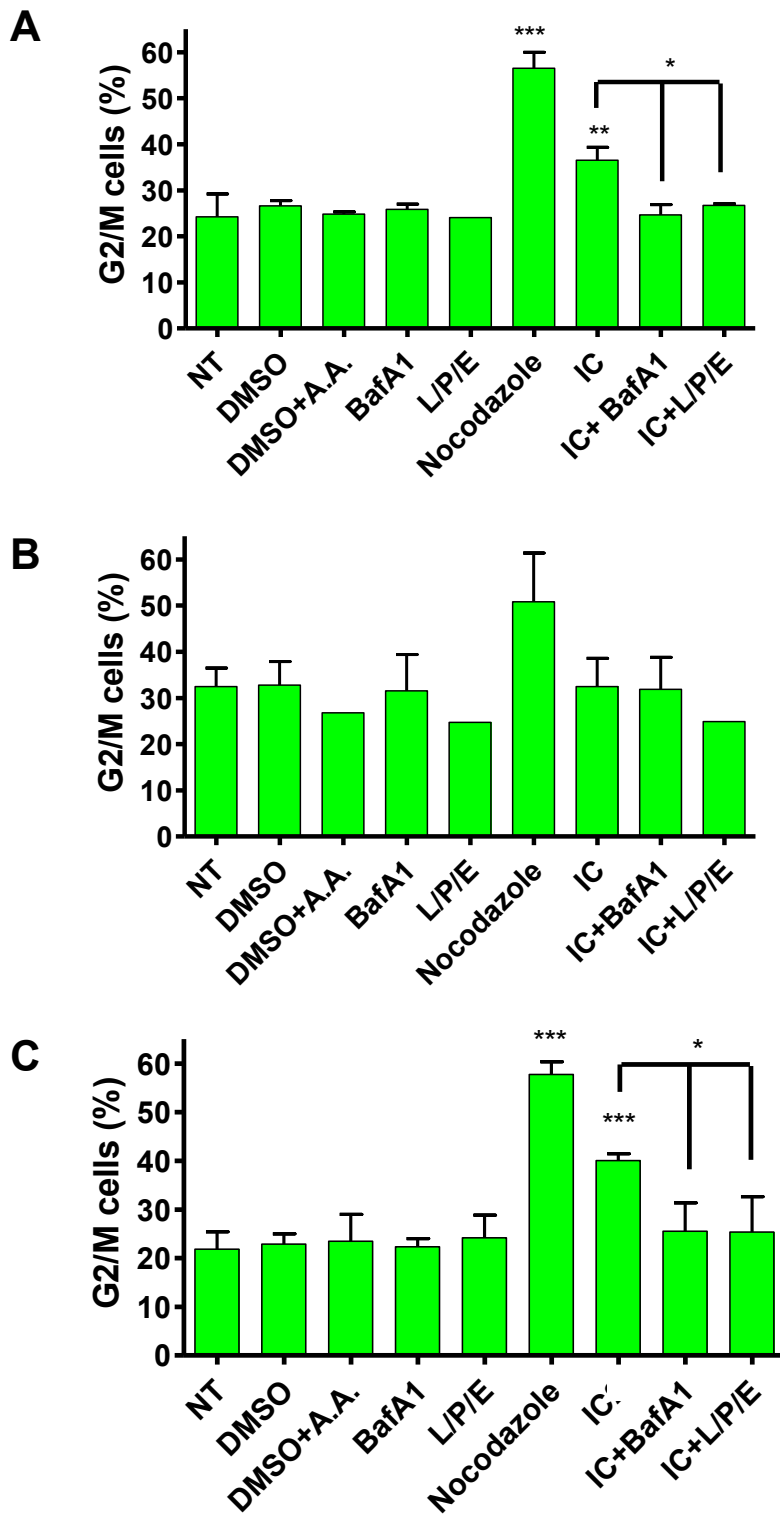 A
G2/M cells (%)
60
50
40
30
20
10
0
***
**
*
NT
DMSO
DMSO+A.A.
BafA1
L/P/E
Nocodazole
IC
IC+ BafA1
IC+L/P/E
B
G2/M cells (%)
60
50
40
30
20
10
0
NT
DMSO
DMSO+A.A.
BafA1
L/P/E
Nocodazole
IC
IC+BafA1
IC+L/P/E
C
G2/M cells (%)
60
50
40
30
20
10
0
***
***
*
NT
DMSO
DMSO+A.A.
BafA1
L/P/E
Nocodazole
IC
IC+BafA1
IC+L/P/E